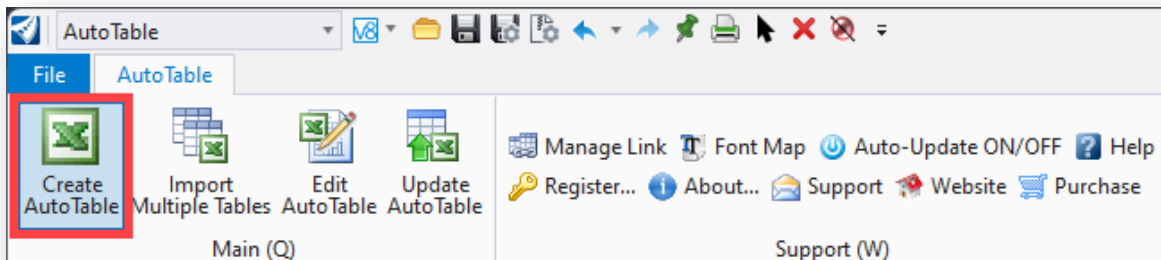 AutoTable V8
File AutoTable
Manage Link Font Map Auto-Update ON/OFF Help
Create Import Edit Update
AutoTable Multiple Tables AutoTable AutoTable
Register... About... Support Website Purchase
Main (Q) Support (W)